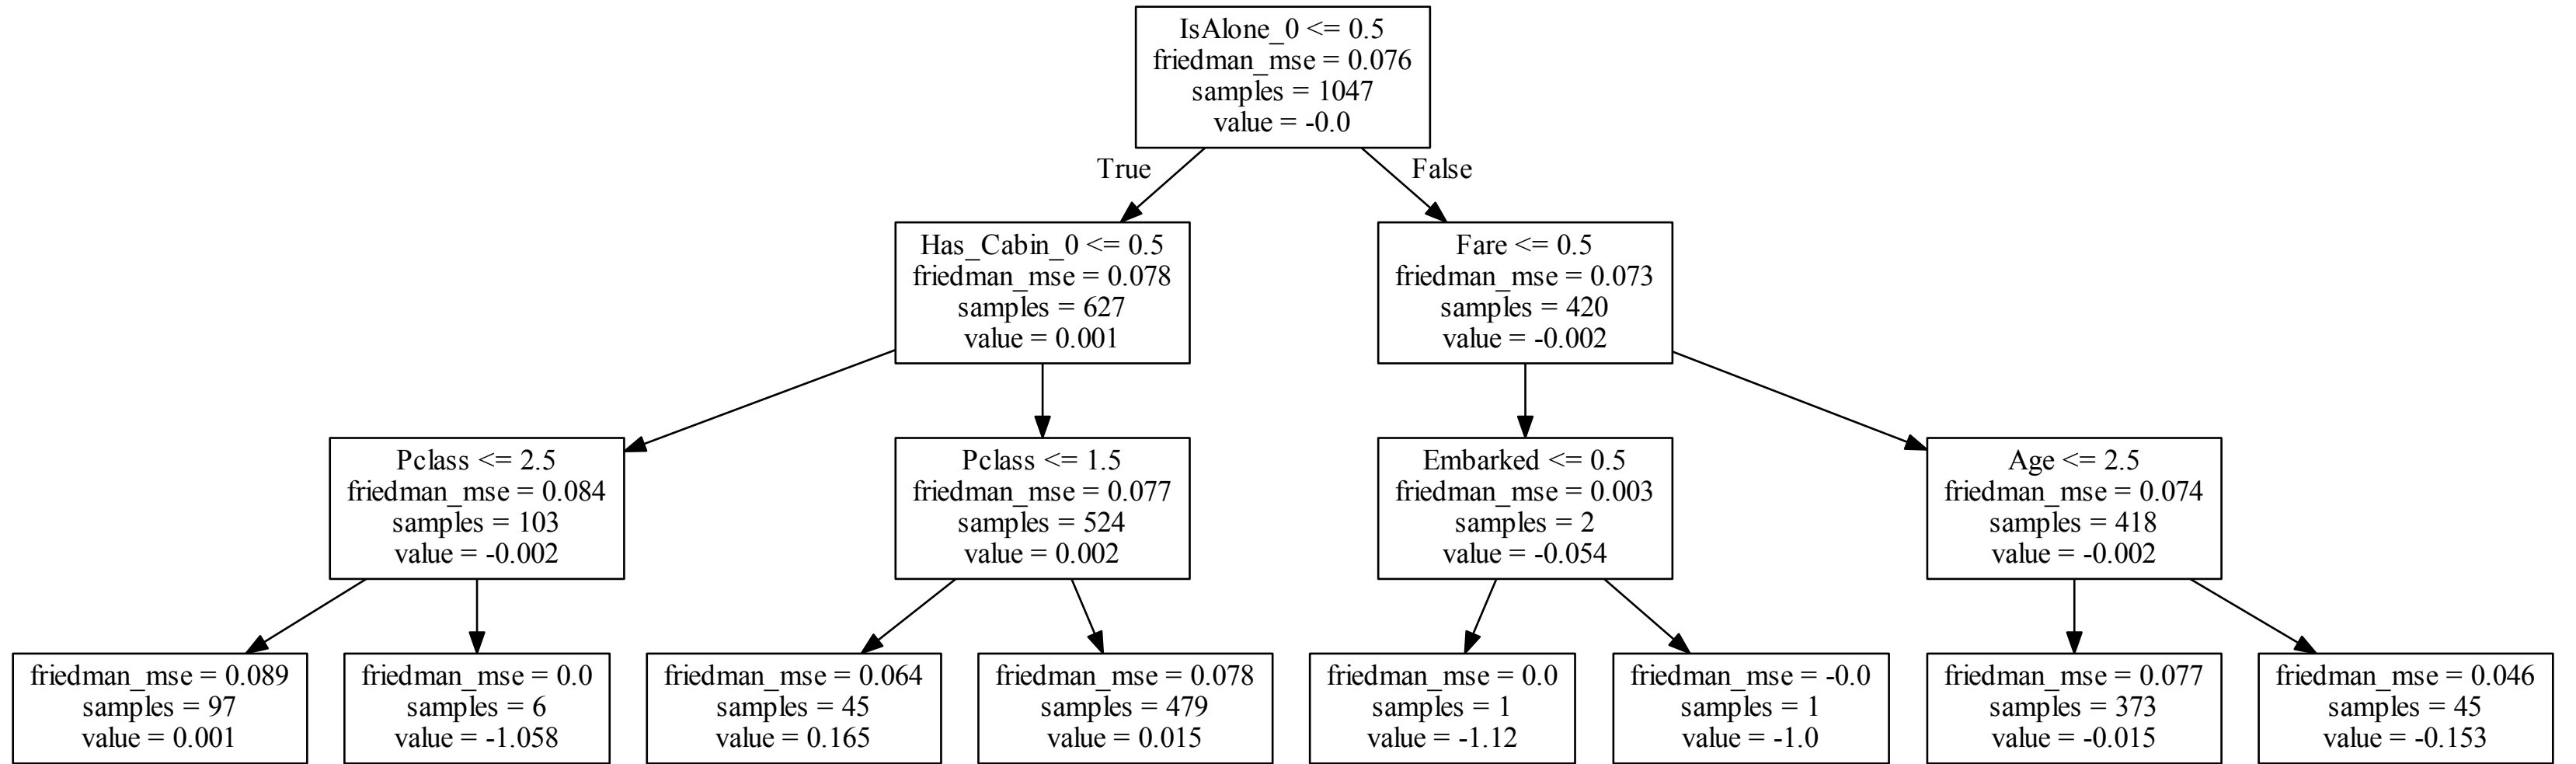 IsAlone_0 <= 0.5
friedman_mse = 0.076
samples = 1047
value = -0.0
True
False
Has_Cabin_0 <= 0.5
friedman_mse = 0.078
samples = 627
value = 0.001
Fare <= 0.5
friedman_mse = 0.073
samples = 420
value = -0.002
Pclass <= 2.5
friedman_mse = 0.084
samples = 103
value = -0.002
Pclass <= 1.5
friedman_mse = 0.077
samples = 524
value = 0.002
Embarked <= 0.5
friedman_mse = 0.003
samples = 2
value = -0.054
Age <= 2.5
friedman_mse = 0.074
samples = 418
value = -0.002
friedman_mse = 0.089
samples = 97
value = 0.001
friedman_mse = 0.0
samples = 6
value = -1.058
friedman_mse = 0.064
samples = 45
value = 0.165
friedman_mse = 0.078
samples = 479
value = 0.015
friedman_mse = 0.0
samples = 1
value = -1.12
friedman_mse = -0.0
samples = 1
value = -1.0
friedman_mse = 0.077
samples = 373
value = -0.015
friedman_mse = 0.046
samples = 45
value = -0.153